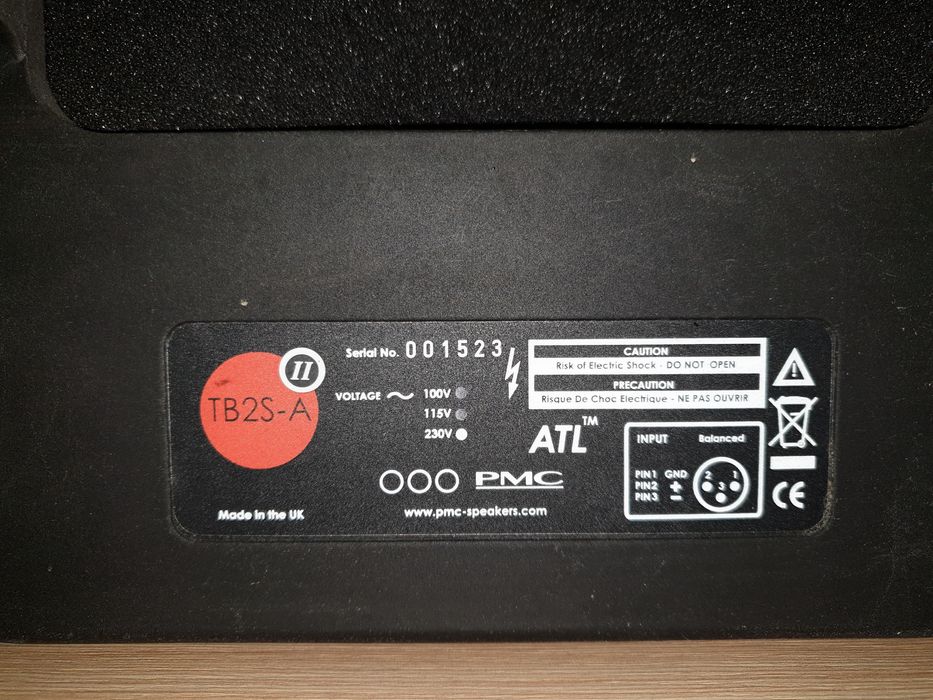 II
TB2S-A
Made in the UK
Serial No. 001523
VOLTAGE ~ 100V
115V
230V
PMC
www.pmc-speakers.com
CAUTION
Risk of Electric Shock - DO NOT OPEN
PRECAUTION
Risque De Choc Electrique - NE PAS OUVRIR
ATL™
INPUT Balanced
PIN1 GND
PIN2 +
PIN3 −
2 1
3
CE